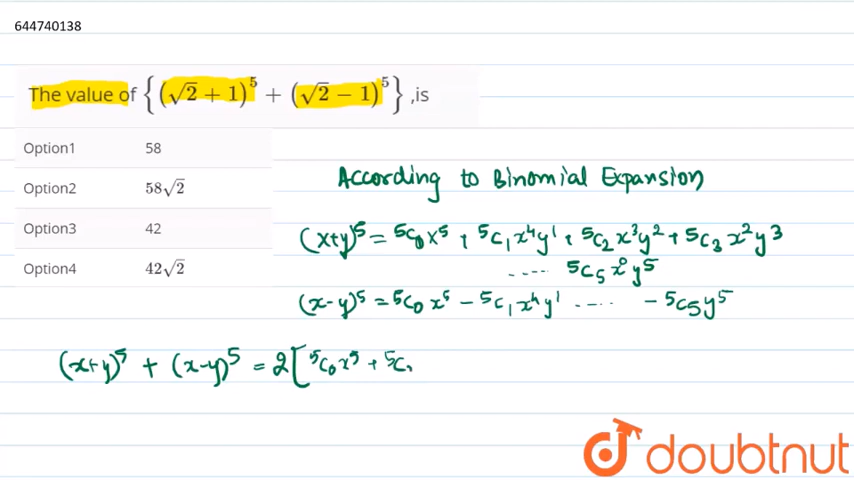 644740138
The value of {(√2 + 1)^5 + (√2 − 1)^5} ,is
Option1 58
Option2 58√2
Option3 42
Option4 42√2
According to Binomial Expansion
(x+y)^5 = 5C0 x^5 + 5C1 x^4 y^1 + 5C2 x^3 y^2 + 5C3 x^2 y^3
..... 5C5 x^0 y^5
(x-y)^5 = 5C0 x^5 - 5C1 x^4 y^1 ..... - 5C5 y^5
(x+y)^5 + (x-y)^5 = 2[ 5C0 x^5 + 5C
doubtnut